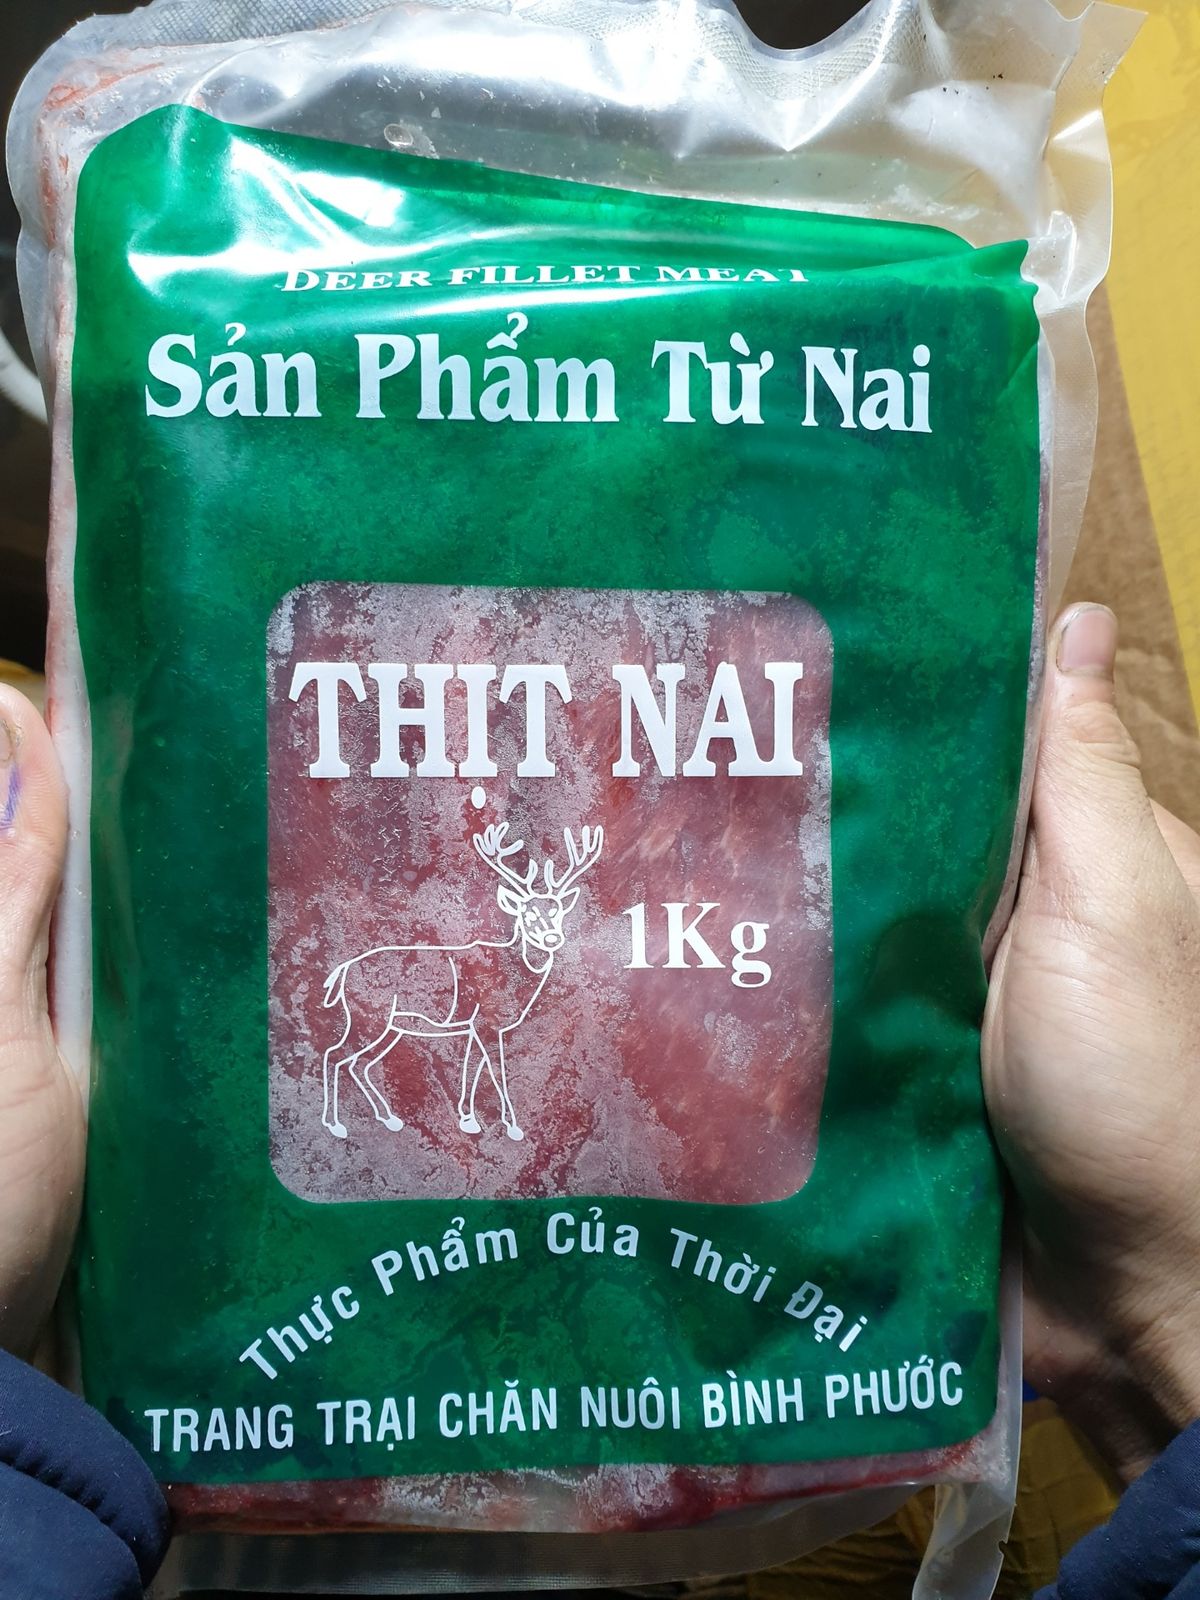 DEER FILLET MEAT
Sản Phẩm Từ Nai
THỊT NAI
1Kg
Thực Phẩm Của Thời Đại
TRANG TRẠI CHĂN NUÔI BÌNH PHƯỚC